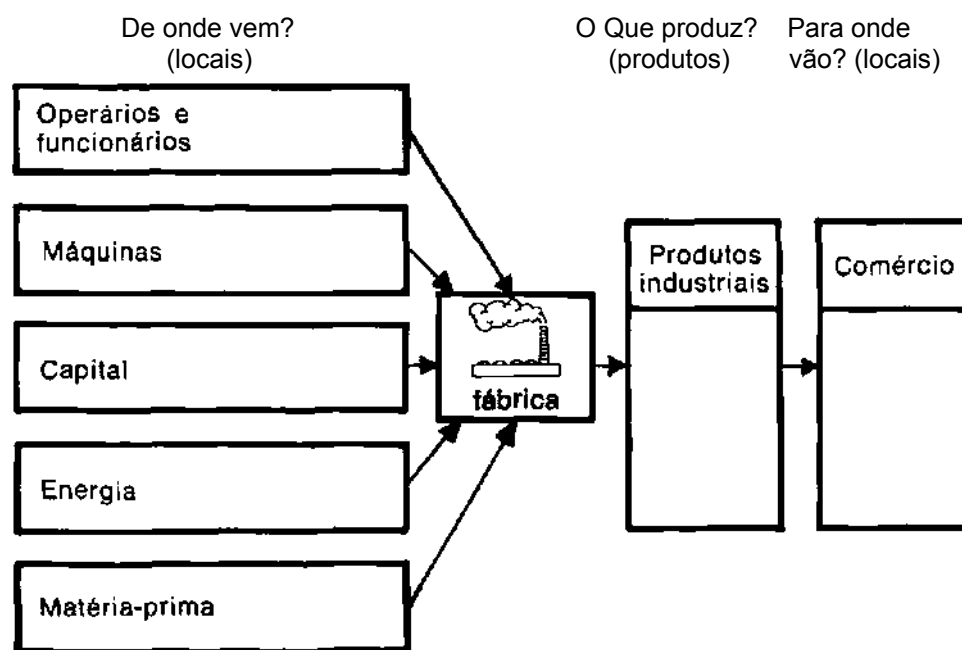 De onde vem?
(locais)
O Que produz?
(produtos)
Para onde
vão? (locais)
Operários e
funcionários
Máquinas
Capital
Energia
Matéria-prima
fábrica
Produtos
industriais
Comércio